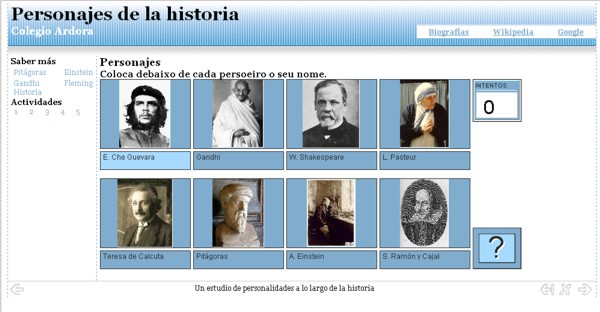 Personajes de la historia
Colegio Ardora
Biografías Wikipedia Google
Saber más
Pitágoras Einstein
Gandhi Fleming
Historia
Actividades
1 2 3 4 5
Personajes
Coloca debaixo de cada persoeiro o seu nome.
INTENTOS
0
E. Che Guevara Gandhi W. Shakespeare L. Pasteur
Teresa de Calcuta Pitágoras A. Einstein S. Ramón y Cajal
?
Un estudio de personalidades a lo largo de la historia